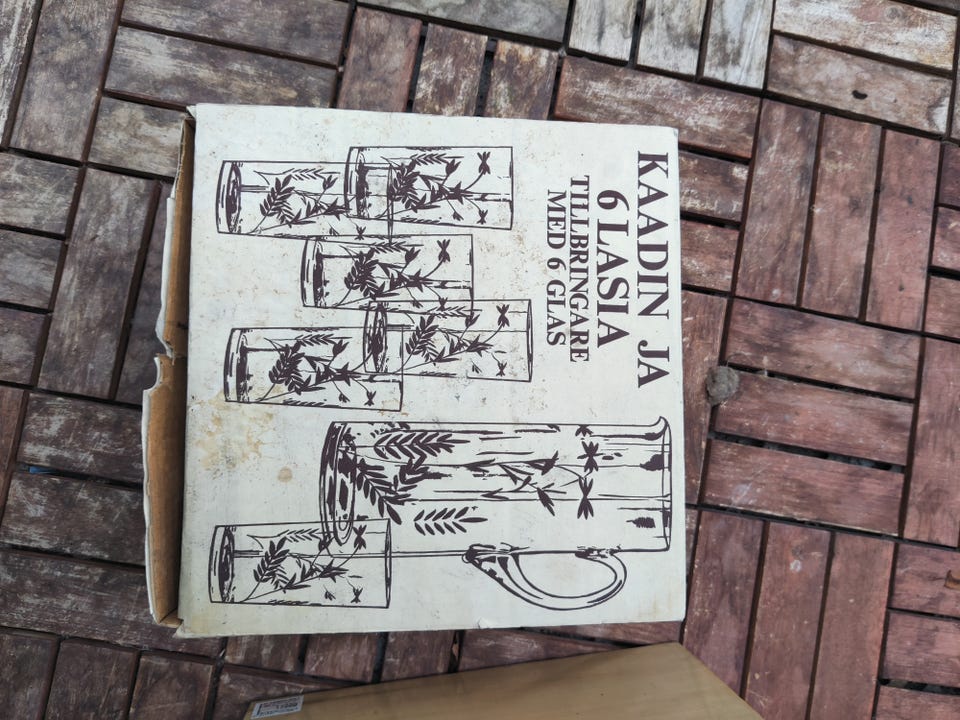 KAADIN JA
6 LASIA
TILLBRINGARE
MED 6 GLAS